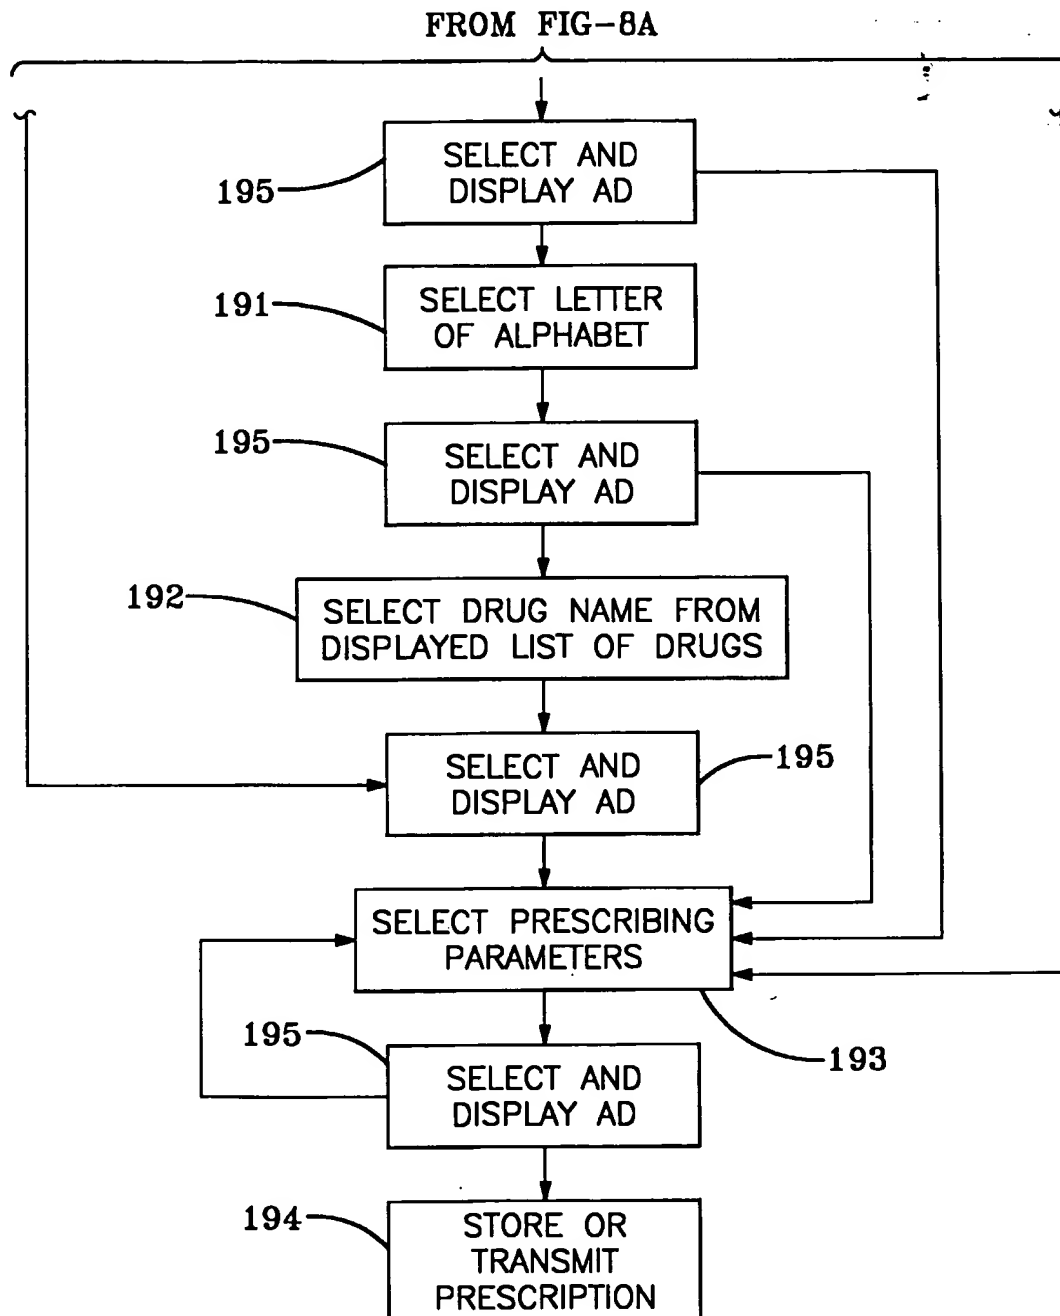 FROM FIG-8A
195
SELECT AND
DISPLAY AD
191
SELECT LETTER
OF ALPHABET
195
SELECT AND
DISPLAY AD
192
SELECT DRUG NAME FROM
DISPLAYED LIST OF DRUGS
SELECT AND
DISPLAY AD
195
SELECT PRESCRIBING
PARAMETERS
193
195
SELECT AND
DISPLAY AD
194
STORE OR
TRANSMIT
PRESCRIPTION